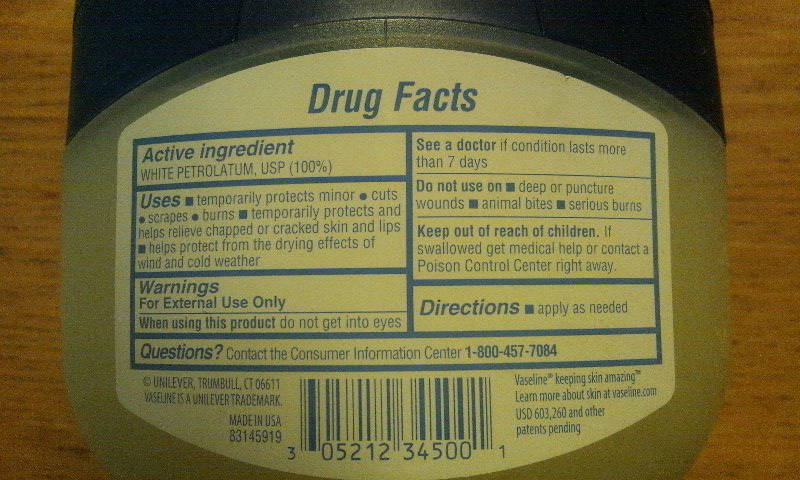 Drug Facts
Active ingredient
WHITE PETROLATUM, USP (100%)
Uses ■ temporarily protects minor ● cuts
● scrapes ● burns ■ temporarily protects and
helps relieve chapped or cracked skin and lips
■ helps protect from the drying effects of
wind and cold weather
Warnings
For External Use Only
When using this product do not get into eyes
See a doctor if condition lasts more
than 7 days
Do not use on ■ deep or puncture
wounds ■ animal bites ■ serious burns
Keep out of reach of children. If
swallowed get medical help or contact a
Poison Control Center right away.
Directions ■ apply as needed
Questions? Contact the Consumer Information Center 1-800-457-7084
© UNILEVER, TRUMBULL, CT 06611
VASELINE IS A UNILEVER TRADEMARK.
MADE IN USA
83145919
3 05212 34500 1
Vaseline® keeping skin amazing™
Learn more about skin at vaseline.com
USD 603,260 and other
patents pending